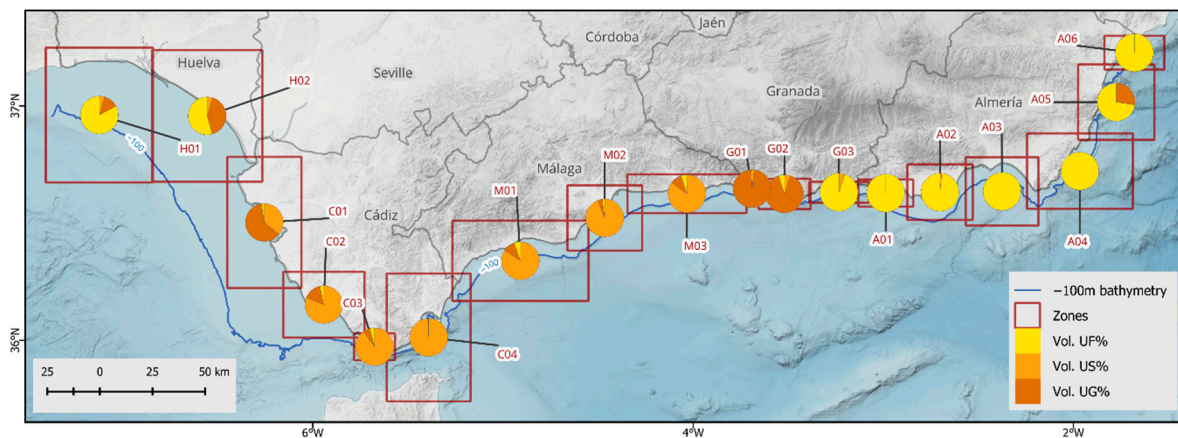 Jaén
Córdoba
Huelva
Seville
Granada
Almería
Málaga
Cádiz
A06
H02
A05
H01
-100
M02
G01
G02
G03
A02
A03
M01
C01
C02
M03
A01
A04
-100
C03
C04
37°N
36°N
25 0 25 50 km
−100m bathymetry
Zones
Vol. UF%
Vol. US%
Vol. UG%
6°W
4°W
2°W